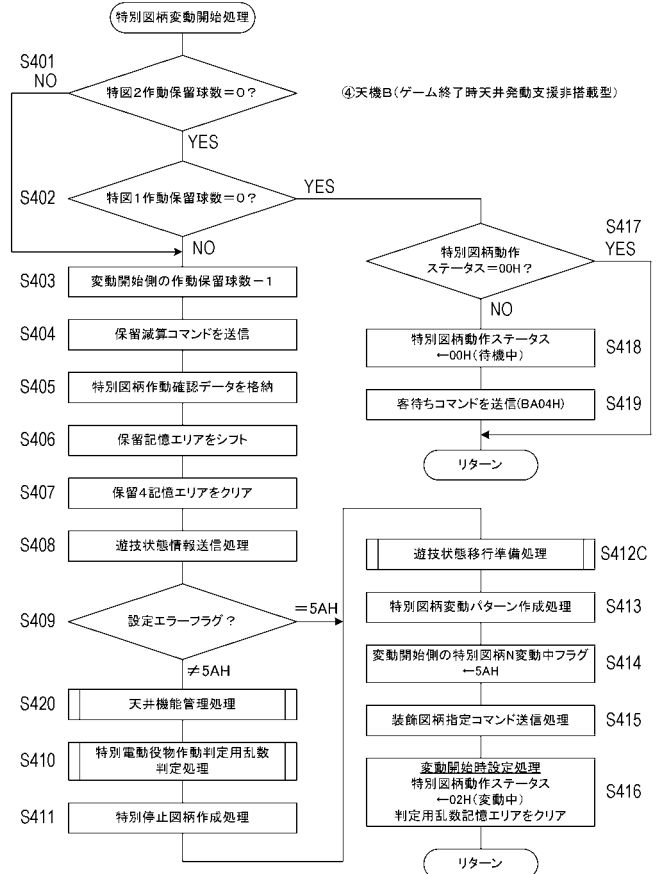 特別図柄変動開始処理
S401
NO
特図2作動保留球数＝0？
④天機B(ゲーム終了時天井発動支援非搭載型)
YES
S402
特図1作動保留球数＝0？
YES
NO
S417
YES
特別図柄動作
ステータス＝00H？
NO
S403
変動開始側の作動保留球数－1
S404
保留減算コマンドを送信
特別図柄動作ステータス
←00H(待機中)
S418
S405
特別図柄作動確認データを格納
客待ちコマンドを送信(BA04H)
S419
S406
保留記憶エリアをシフト
リターン
S407
保留4記憶エリアをクリア
S408
遊技状態情報送信処理
遊技状態移行準備処理
S412C
S409
設定エラーフラグ？
＝5AH
≠5AH
特別図柄変動パターン作成処理
S413
変動開始側の特別図柄N変動中フラグ
←5AH
S414
S420
天井機能管理処理
装飾図柄指定コマンド送信処理
S415
S410
特別電動役物作動判定用乱数
判定処理
変動開始時設定処理
特別図柄動作ステータス
←02H(変動中)
判定用乱数記憶エリアをクリア
S416
S411
特別停止図柄作成処理
リターン